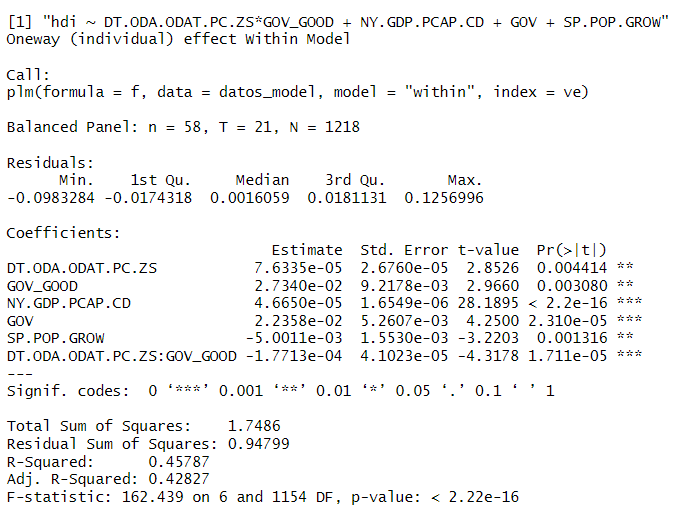 [1] "hdi ~ DT.ODA.ODAT.PC.ZS*GOV_GOOD + NY.GDP.PCAP.CD + GOV + SP.POP.GROW"
Oneway (individual) effect Within Model
Call:
plm(formula = f, data = datos_model, model = "within", index = ve)
Balanced Panel: n = 58, T = 21, N = 1218
Residuals:
Min. 1st Qu. Median 3rd Qu. Max.
-0.0983284 -0.0174318 0.0016059 0.0181131 0.1256996
Coefficients:
Estimate Std. Error t-value Pr(>|t|)
DT.ODA.ODAT.PC.ZS 7.6335e-05 2.6760e-05 2.8526 0.004414 **
GOV_GOOD 2.7340e-02 9.2178e-03 2.9660 0.003080 **
NY.GDP.PCAP.CD 4.6650e-05 1.6549e-06 28.1895 < 2.2e-16 ***
GOV 2.2358e-02 5.2607e-03 4.2500 2.310e-05 ***
SP.POP.GROW -5.0011e-03 1.5530e-03 -3.2203 0.001316 **
DT.ODA.ODAT.PC.ZS:GOV_GOOD -1.7713e-04 4.1023e-05 -4.3178 1.711e-05 ***
---
Signif. codes: 0 ‘***’ 0.001 ‘**’ 0.01 ‘*’ 0.05 ‘.’ 0.1 ‘ ’ 1
Total Sum of Squares: 1.7486
Residual Sum of Squares: 0.94799
R-Squared: 0.45787
Adj. R-Squared: 0.42827
F-statistic: 162.439 on 6 and 1154 DF, p-value: < 2.22e-16